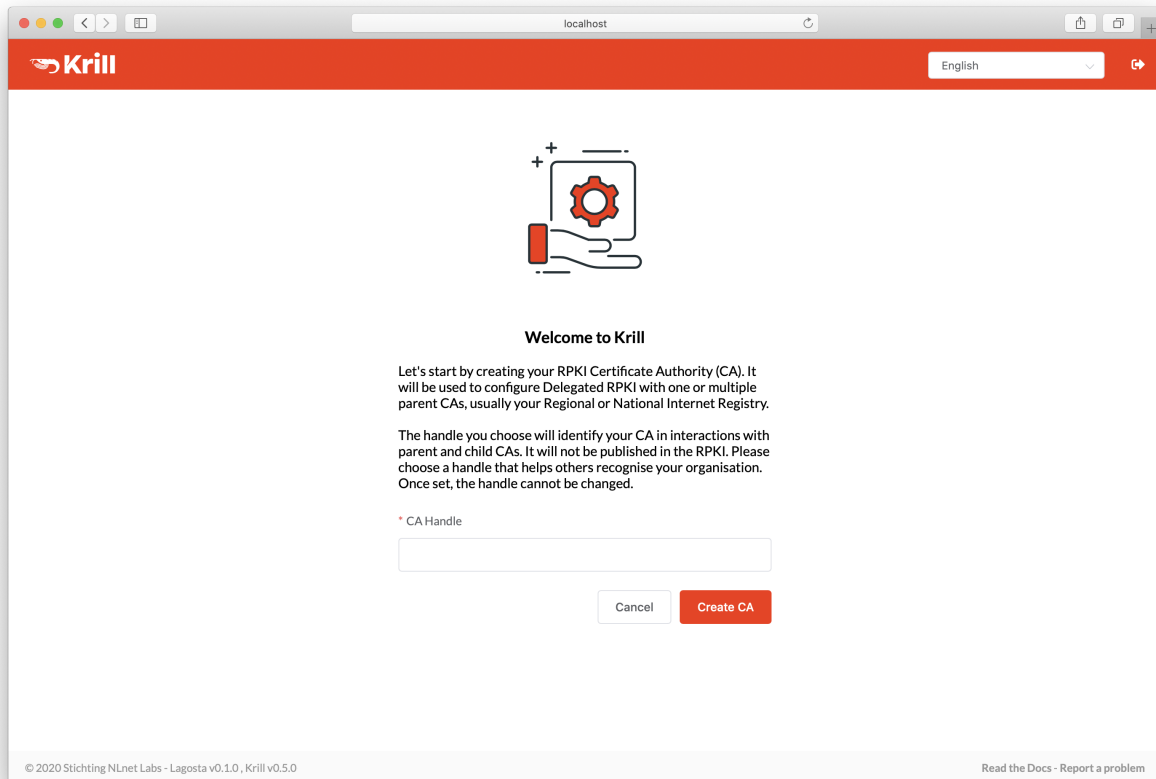 localhost
Krill
English
Welcome to Krill
Let's start by creating your RPKI Certificate Authority (CA). It
will be used to configure Delegated RPKI with one or multiple
parent CAs, usually your Regional or National Internet Registry.
The handle you choose will identify your CA in interactions with
parent and child CAs. It will not be published in the RPKI. Please
choose a handle that helps others recognise your organisation.
Once set, the handle cannot be changed.
* CA Handle
Cancel
Create CA
© 2020 Stichting NLnet Labs - Lagosta v0.1.0 , Krill v0.5.0
Read the Docs - Report a problem